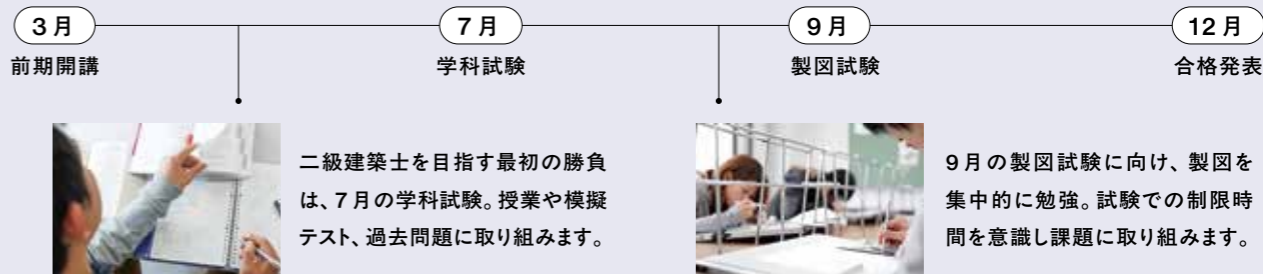 3月
前期開講
7月
学科試験
9月
製図試験
12月
合格発表
二級建築士を目指す最初の勝負
は、7月の学科試験。授業や模擬
テスト、過去問題に取り組みます。
9月の製図試験に向け、製図を
集中的に勉強。試験での制限時
間を意識し課題に取り組みます。